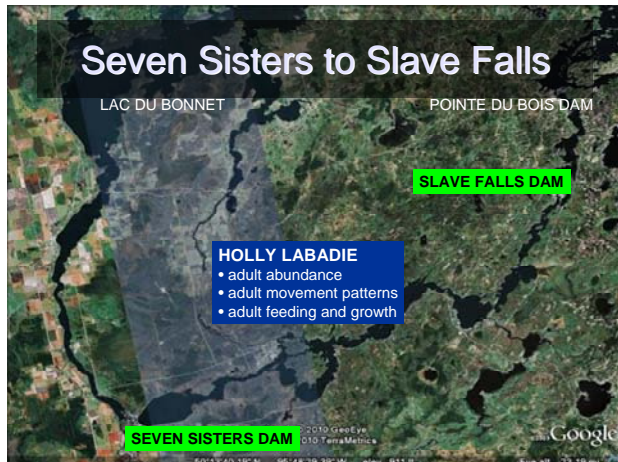 Seven Sisters to Slave Falls
LAC DU BONNET
POINTE DU BOIS DAM
SLAVE FALLS DAM
HOLLY LABADIE
• adult abundance
• adult movement patterns
• adult feeding and growth
SEVEN SISTERS DAM
2010 GeoEye
2010 TerraMetrics
Google